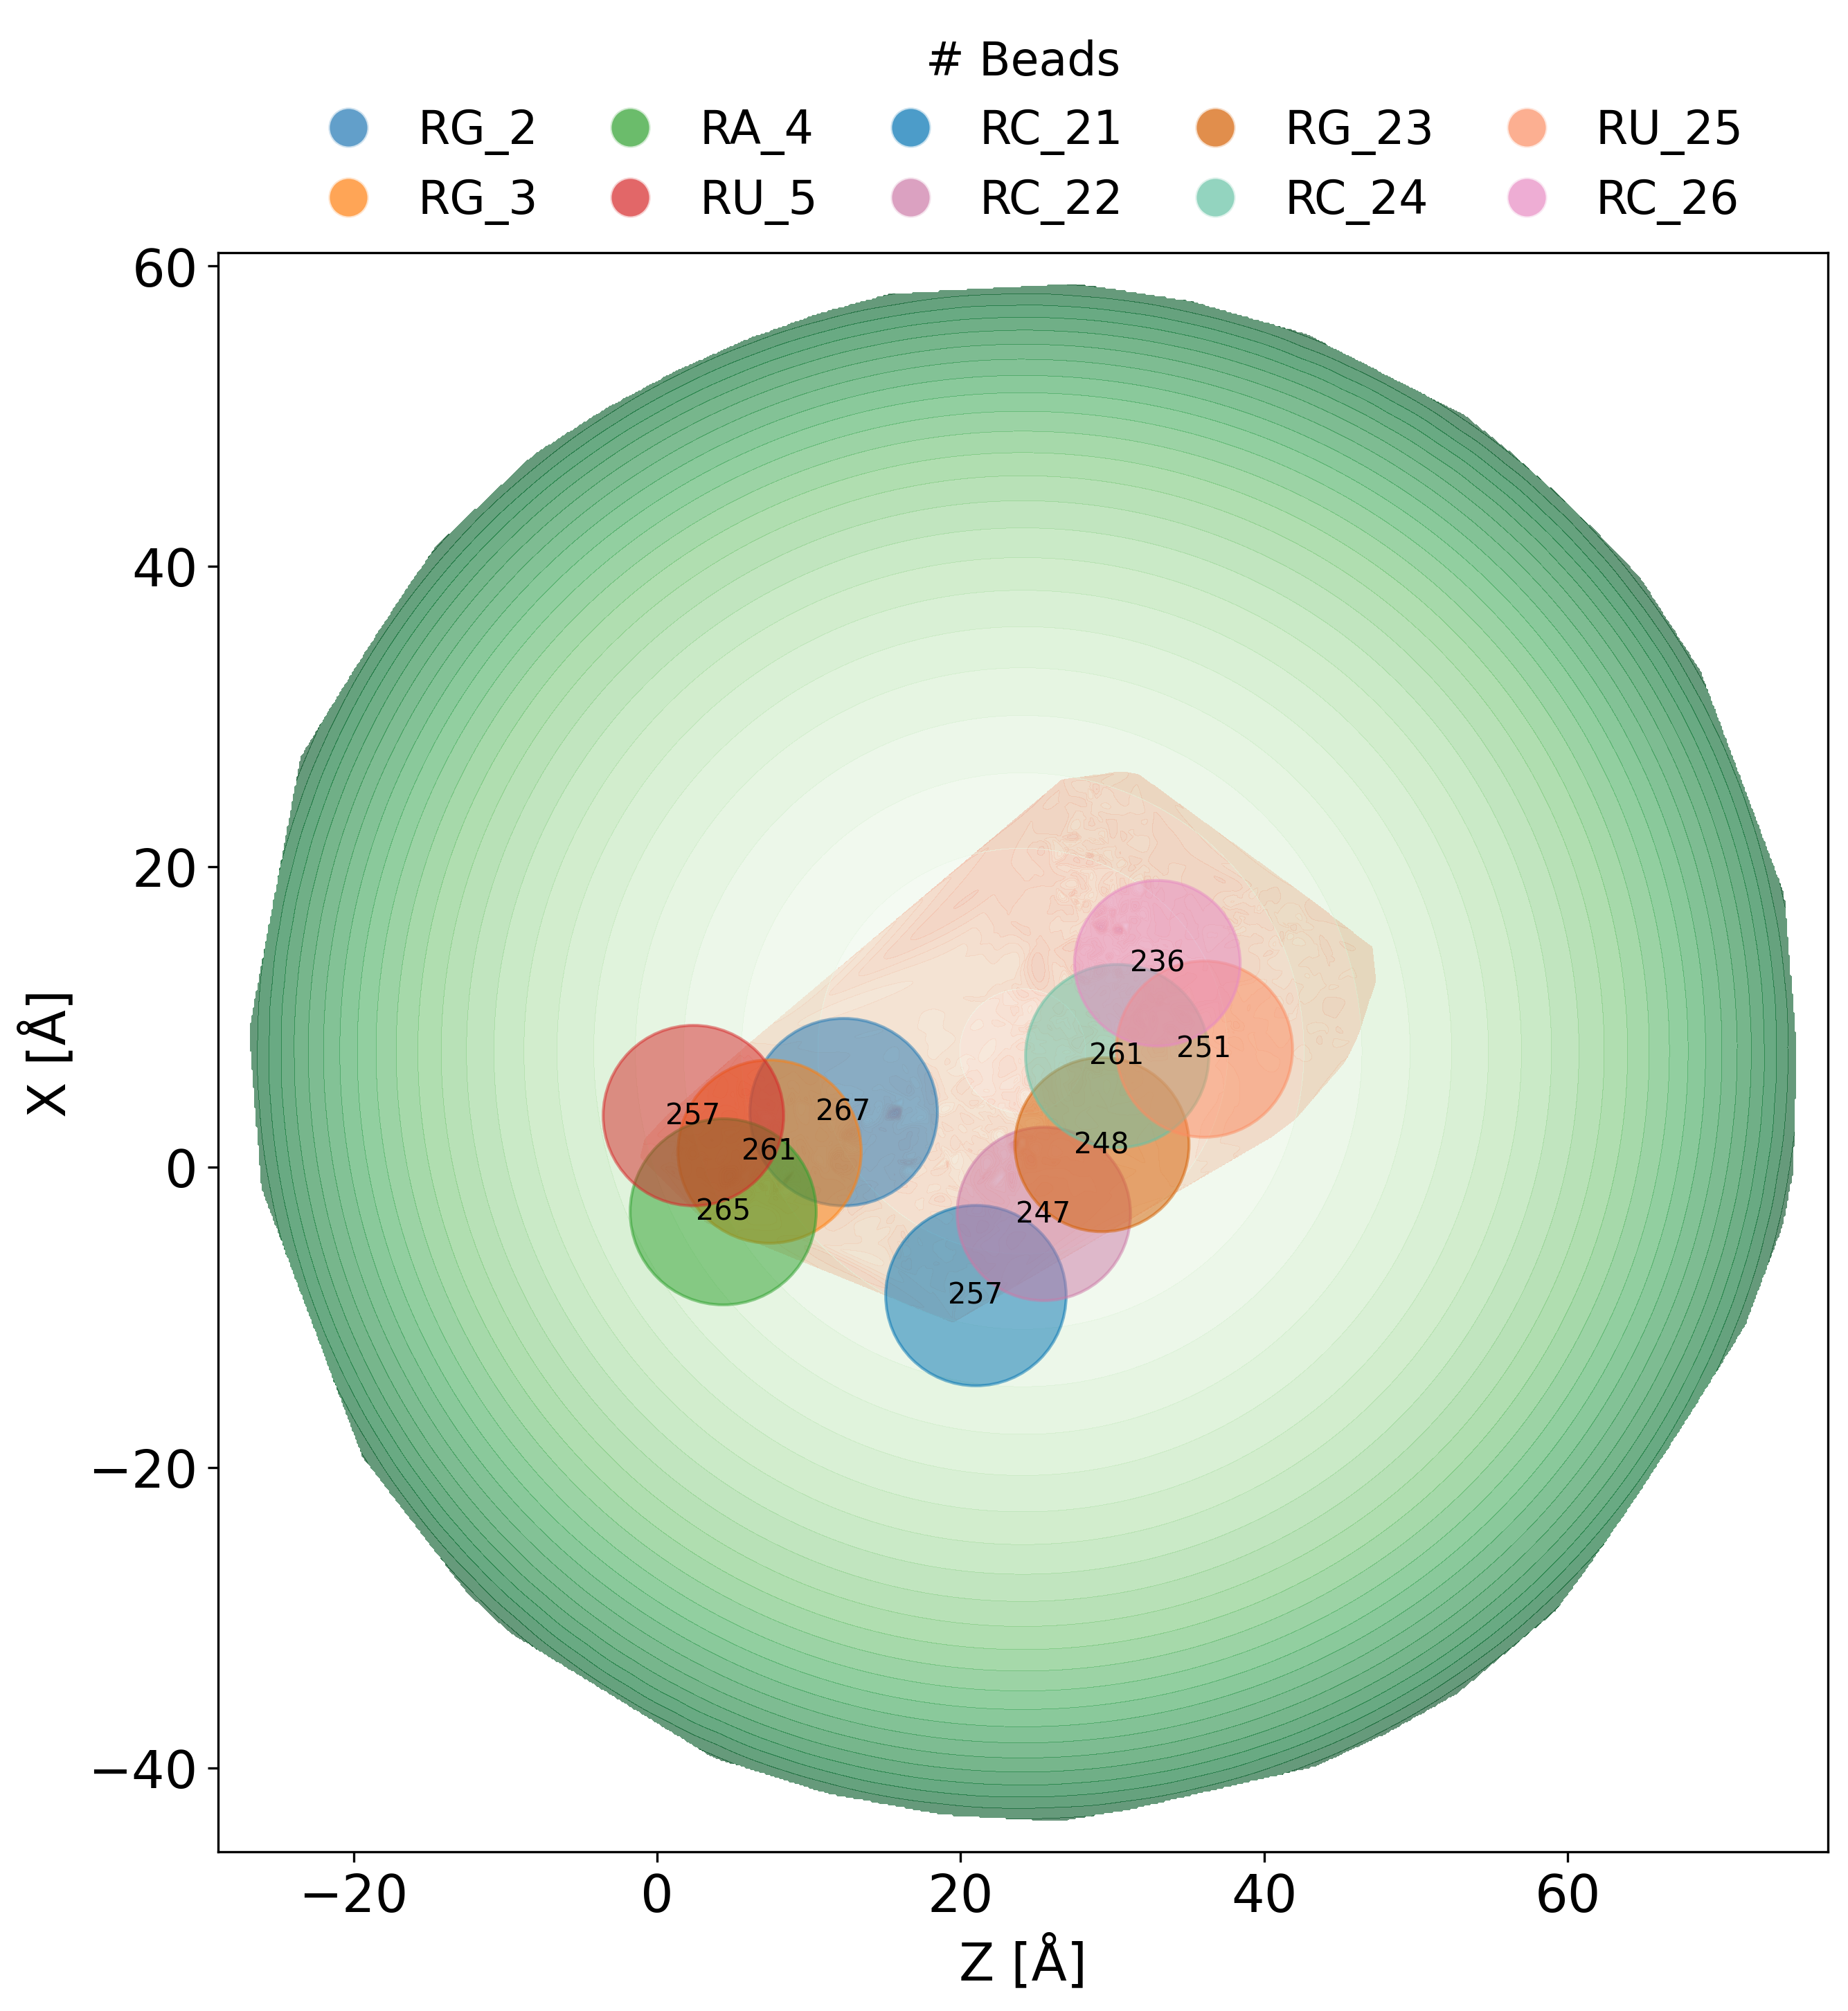 # Beads
RG_2 RA_4 RC_21 RG_23 RU_25
RG_3 RU_5 RC_22 RC_24 RC_26
60
40
20
0
−20
−40
X [Å]
236
261 251
257 267
261 248
265 247
257
−20 0 20 40 60
Z [Å]